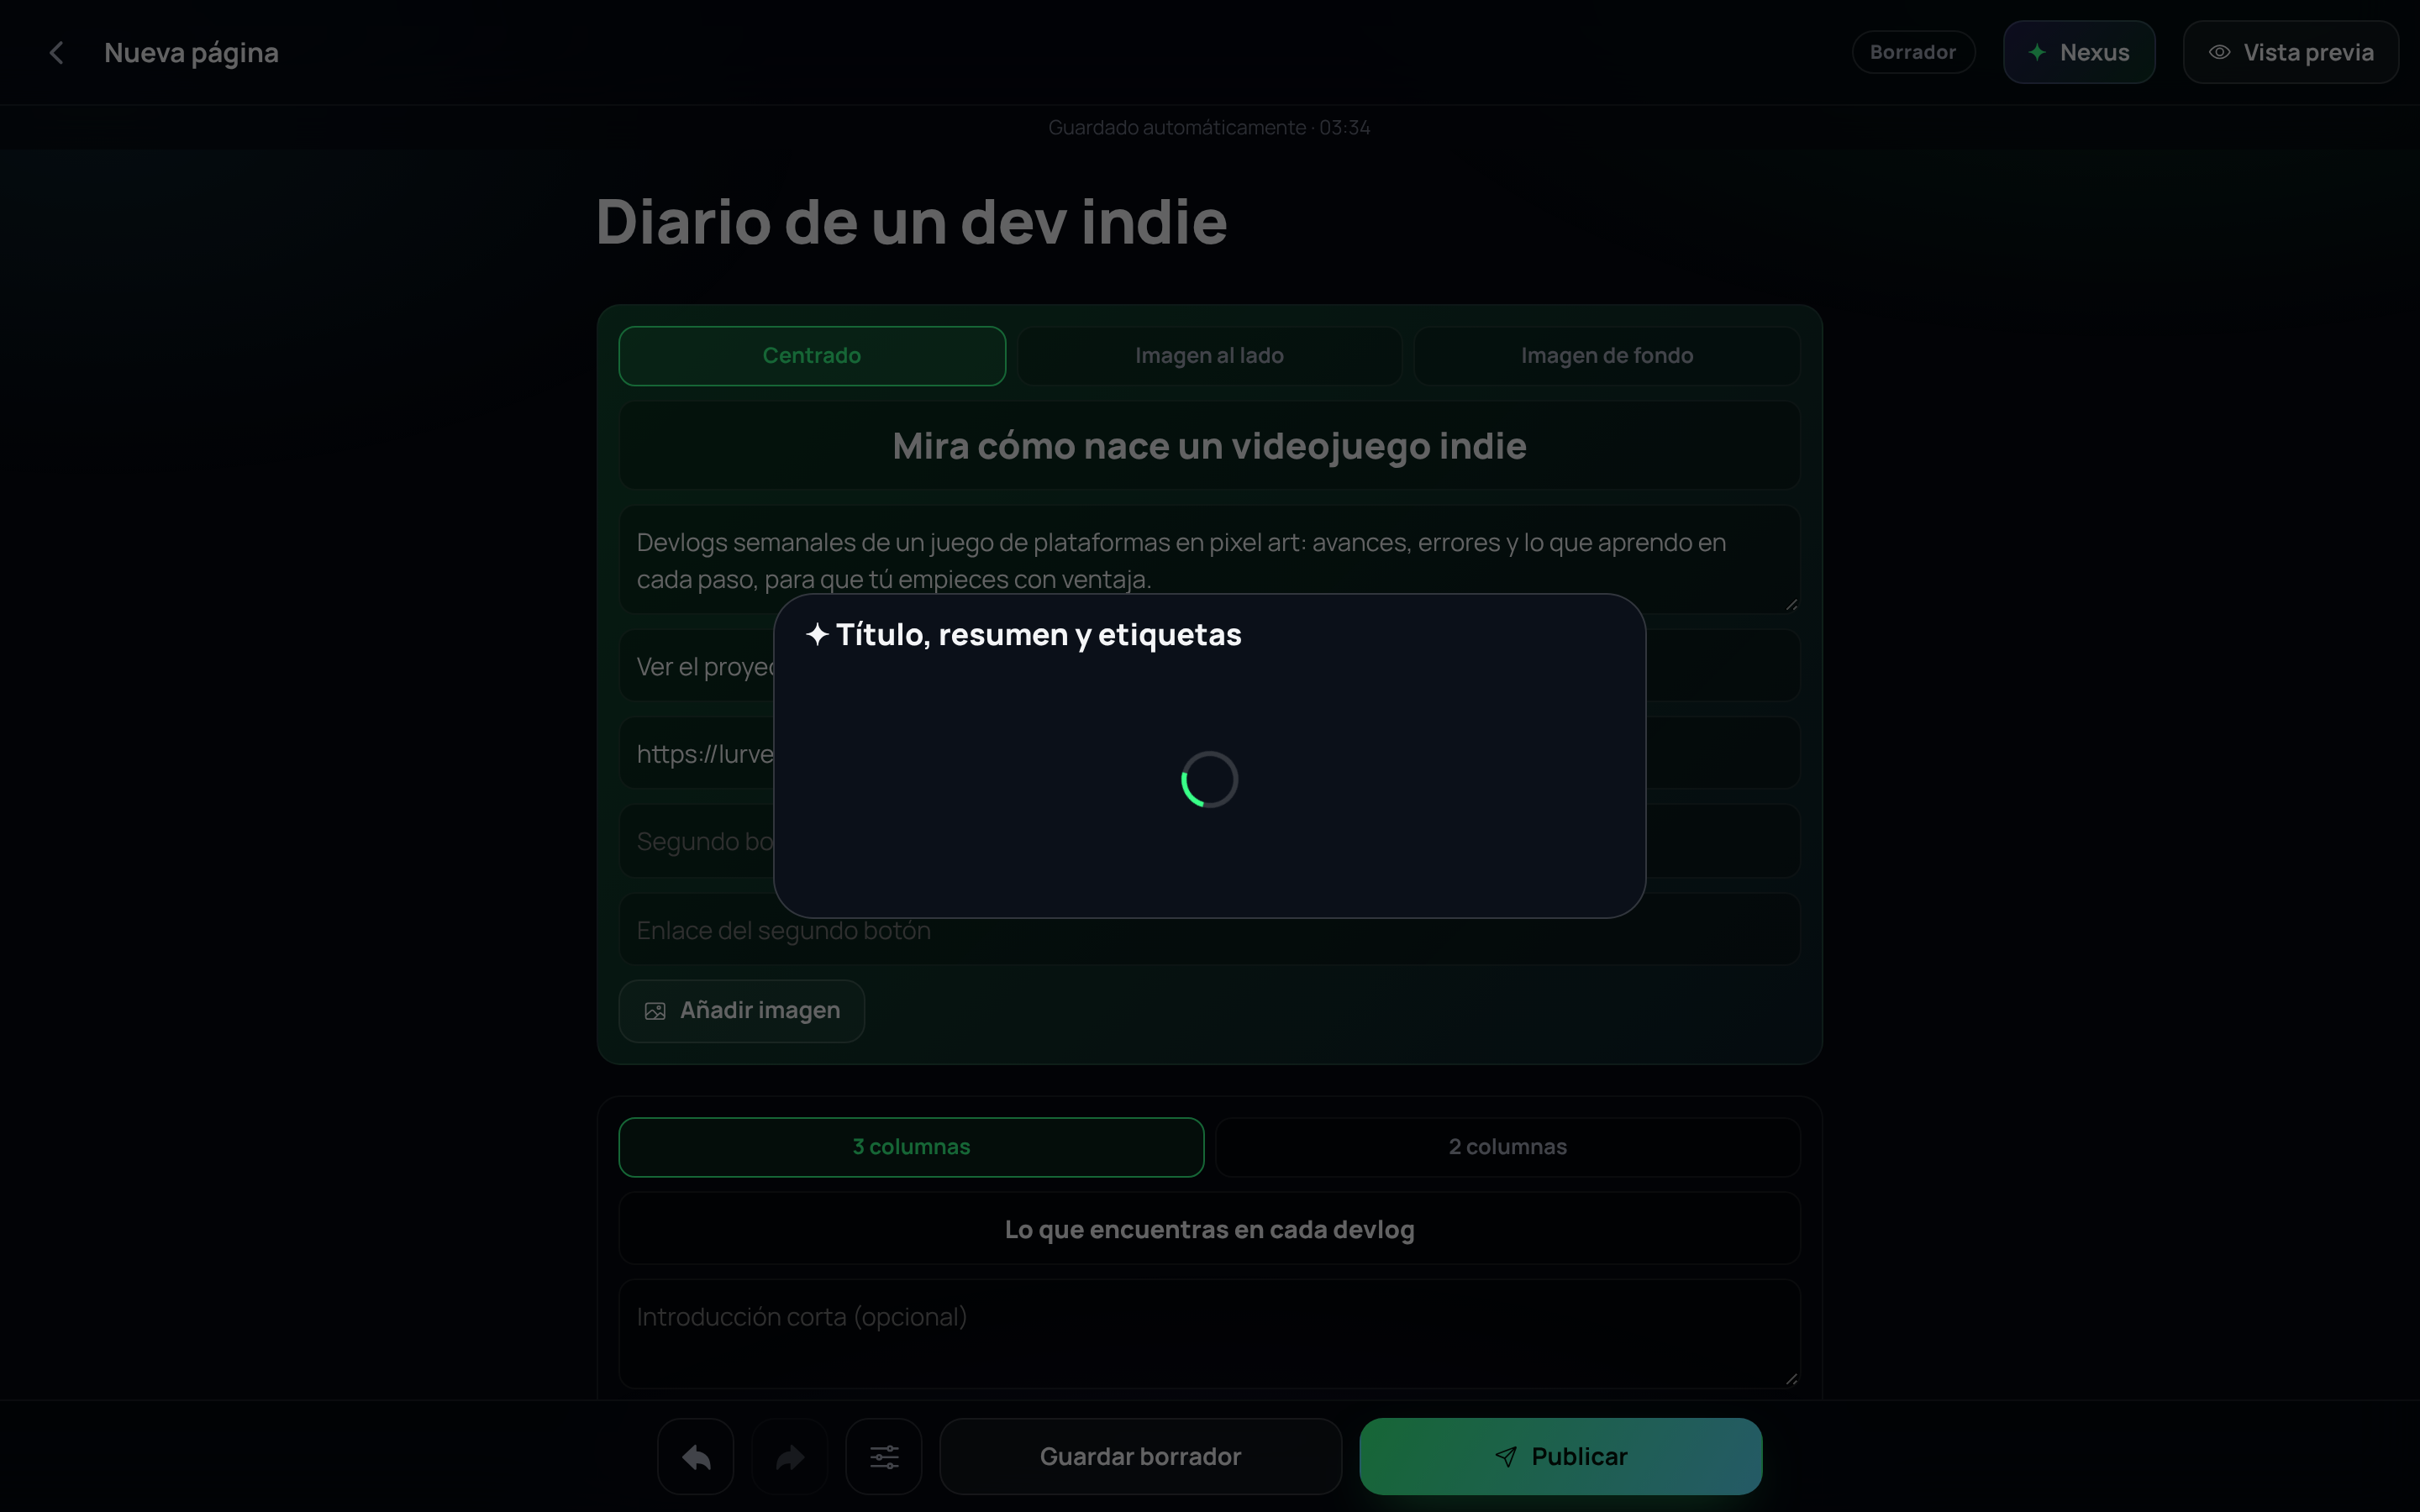 Nueva página
Borrador
Nexus
Vista previa
Guardado automáticamente · 03:34
Diario de un dev indie
Centrado
Imagen al lado
Imagen de fondo
Mira cómo nace un videojuego indie
Devlogs semanales de un juego de plataformas en pixel art: avances, errores y lo que aprendo en
cada paso, para que tú empieces con ventaja.
Título, resumen y etiquetas
Ver el
https://lurve
Segundo
Enlace del segundo botón
Añadir imagen
3 columnas
2 columnas
Lo que encuentras en cada devlog
Introducción corta (opcional)
Guardar borrador
Publicar